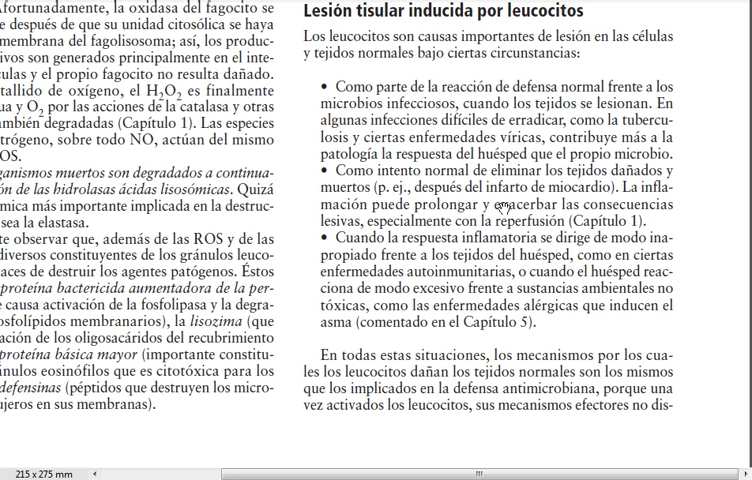 Afortunadamente, la oxidasa del fagocito se
e después de que su unidad citosólica se haya
membrana del fagolisosoma; así, los produc-
ivos son generados principalmente en el inte-
culas y el propio fagocito no resulta dañado.
tallido de oxígeno, el H2O2 es finalmente
ua y O2 por las acciones de la catalasa y otras
ambién degradadas (Capítulo 1). Las especies
trógeno, sobre todo NO, actúan del mismo
OS.
ganismos muertos son degradados a continua-
ón de las hidrolasas ácidas lisosómicas. Quizá
mica más importante implicada en la destruc-
sea la elastasa.
te observar que, además de las ROS y de las
diversos constituyentes de los gránulos leuco-
aces de destruir los agentes patógenos. Éstos
proteína bactericida aumentadora de la per-
e causa activación de la fosfolipasa y la degra-
osfolípidos membranarios), la lisozima (que
ación de los oligosacáridos del recubrimiento
proteína básica mayor (importante constitu-
ánulos eosinófilos que es citotóxica para los
defensinas (péptidos que destruyen los micro-
ujeros en sus membranas).
Lesión tisular inducida por leucocitos
Los leucocitos son causas importantes de lesión en las células
y tejidos normales bajo ciertas circunstancias:
• Como parte de la reacción de defensa normal frente a los
microbios infecciosos, cuando los tejidos se lesionan. En
algunas infecciones difíciles de erradicar, como la tubercu-
losis y ciertas enfermedades víricas, contribuye más a la
patología la respuesta del huésped que el propio microbio.
• Como intento normal de eliminar los tejidos dañados y
muertos (p. ej., después del infarto de miocardio). La infla-
mación puede prolongar y exacerbar las consecuencias
lesivas, especialmente con la reperfusión (Capítulo 1).
• Cuando la respuesta inflamatoria se dirige de modo ina-
propiado frente a los tejidos del huésped, como en ciertas
enfermedades autoinmunitarias, o cuando el huésped reac-
ciona de modo excesivo frente a sustancias ambientales no
tóxicas, como las enfermedades alérgicas que inducen el
asma (comentado en el Capítulo 5).
En todas estas situaciones, los mecanismos por los cua-
les los leucocitos dañan los tejidos normales son los mismos
que los implicados en la defensa antimicrobiana, porque una
vez activados los leucocitos, sus mecanismos efectores no dis-
215 x 275 mm